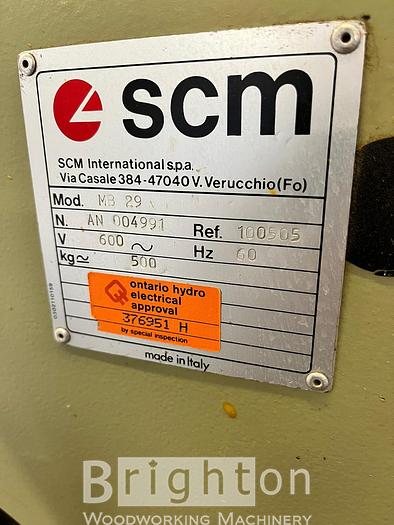 scm
SCM International s.p.a.
Via Casale 384-47040 V. Verucchio (Fo)
Mod. MB 29
N. AN 004991 Ref. 100505
V 600 ~ Hz 60
kg≃ 500
ontario hydro
electrical
approval
376951 H
by special inspection
made in Italy
Brighton
WOODWORKING MACHINERY